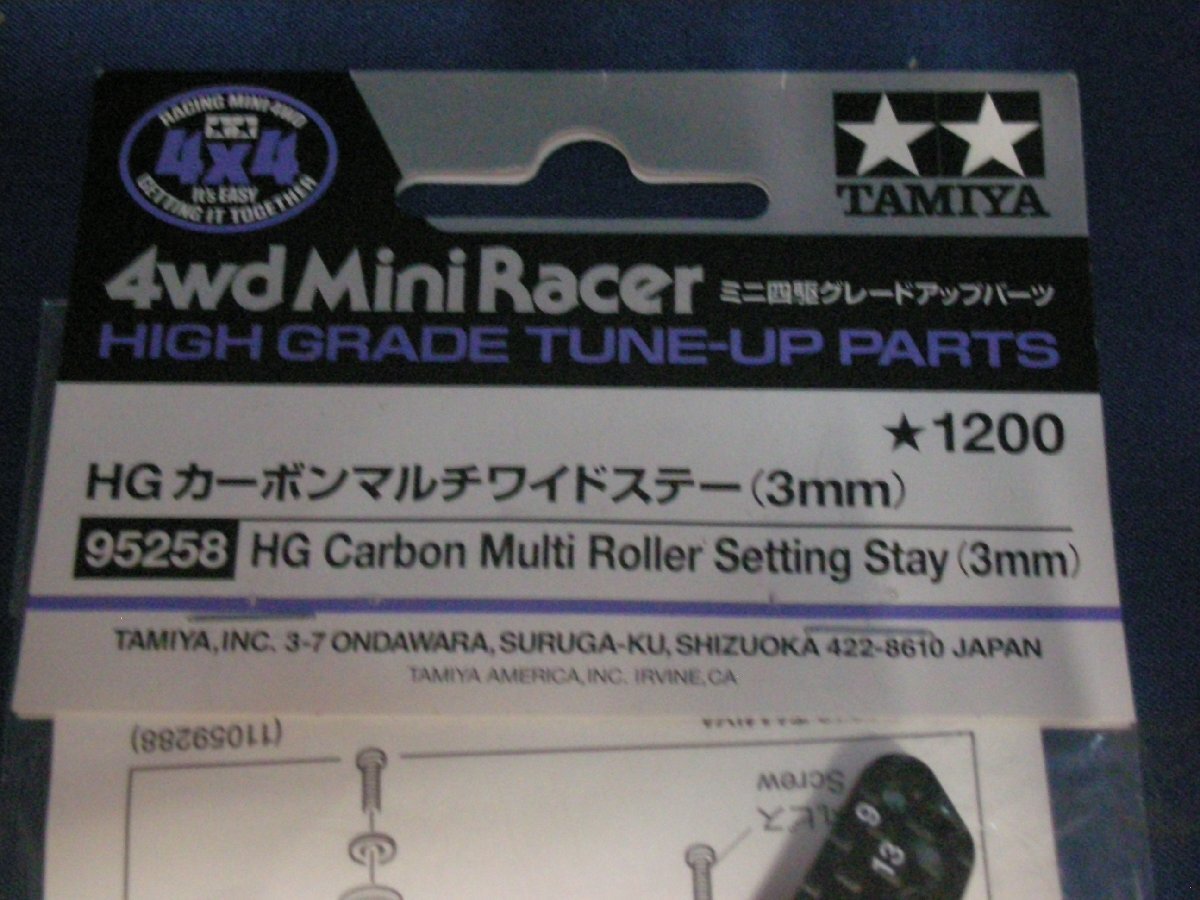 RACING MINI 4WD
4x4
It's EASY
GETTING IT TOGETHER
TAMIYA
4wd Mini Racer ミニ四駆グレードアップパーツ
HIGH GRADE TUNE-UP PARTS
★1200
HG カーボンマルチワイドステー(3mm)
95258 HG Carbon Multi Roller Setting Stay (3mm)
TAMIYA, INC. 3-7 ONDAWARA, SURUGA-KU, SHIZUOKA 422-8610 JAPAN
TAMIYA AMERICA, INC. IRVINE, CA
(11059288)
Screw
ビス
9
13